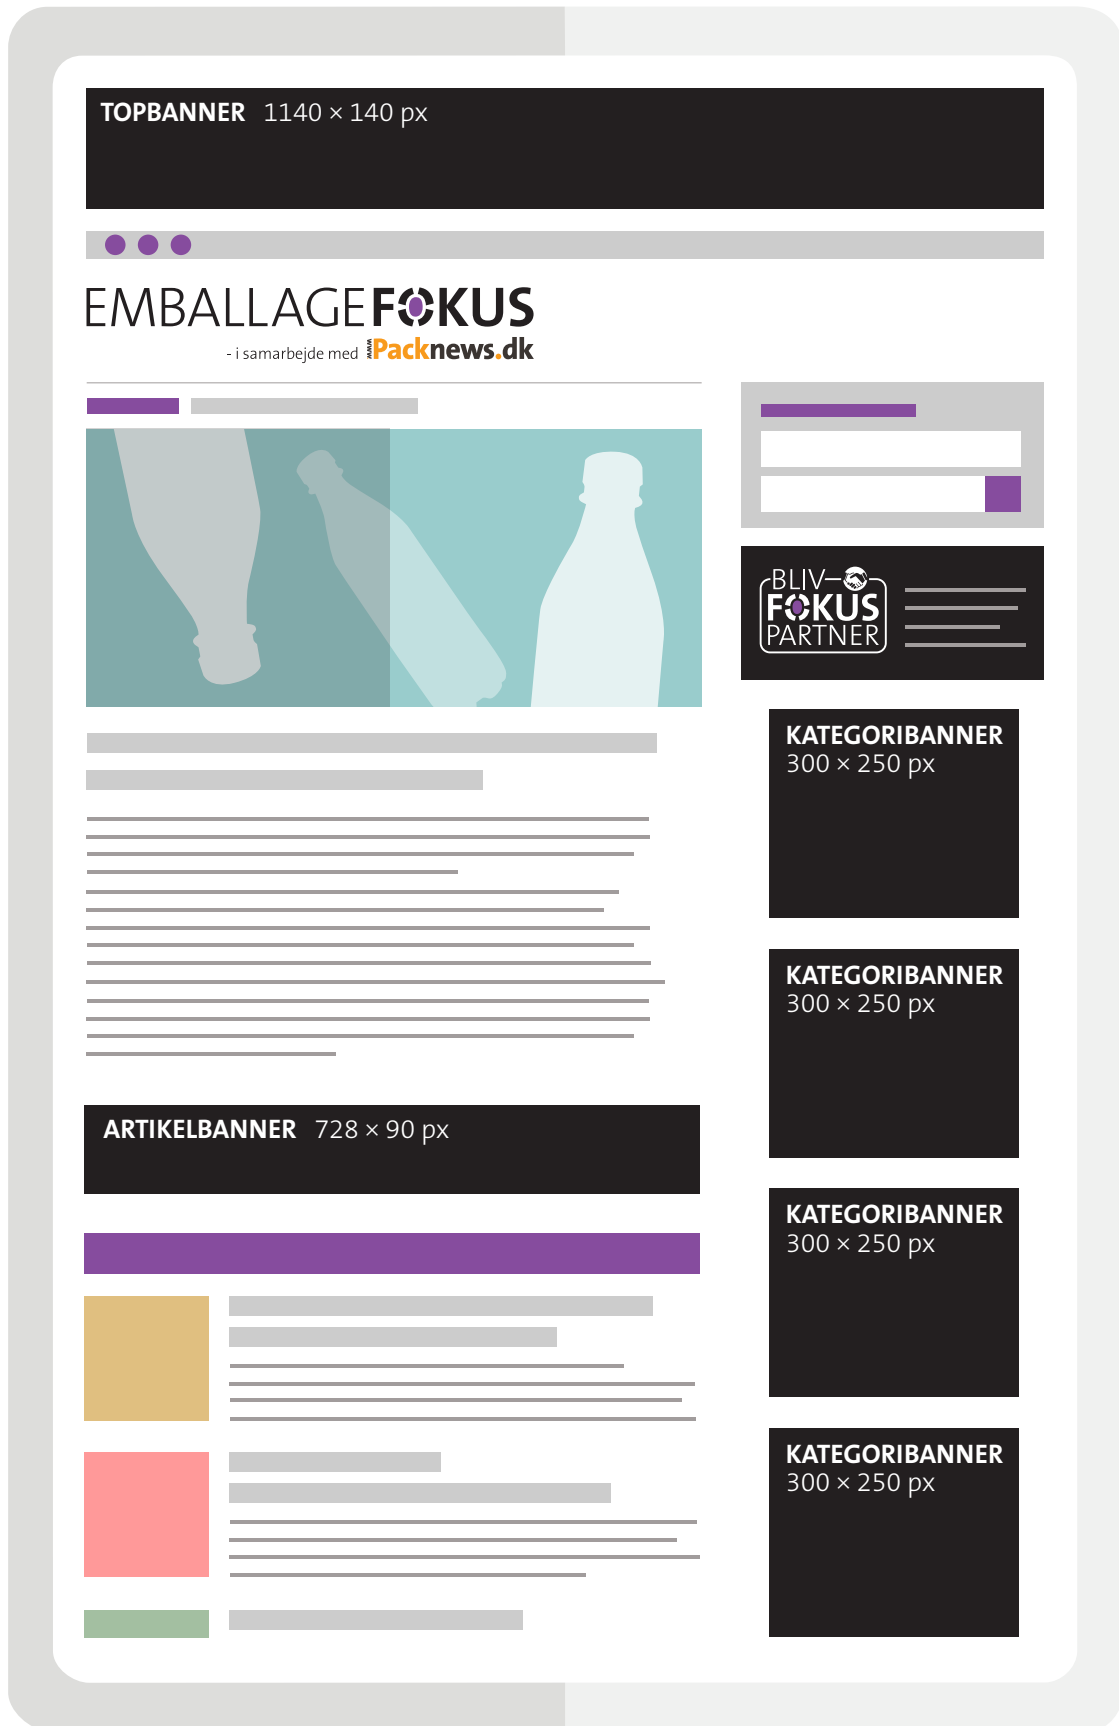 TOPBANNER 1140 × 140 px
EMBALLAGEFOKUS
- i samarbejde med www.Packnews.dk
BLIV
FOKUS
PARTNER
KATEGORIBANNER
300 × 250 px
KATEGORIBANNER
300 × 250 px
ARTIKELBANNER 728 × 90 px
KATEGORIBANNER
300 × 250 px
KATEGORIBANNER
300 × 250 px